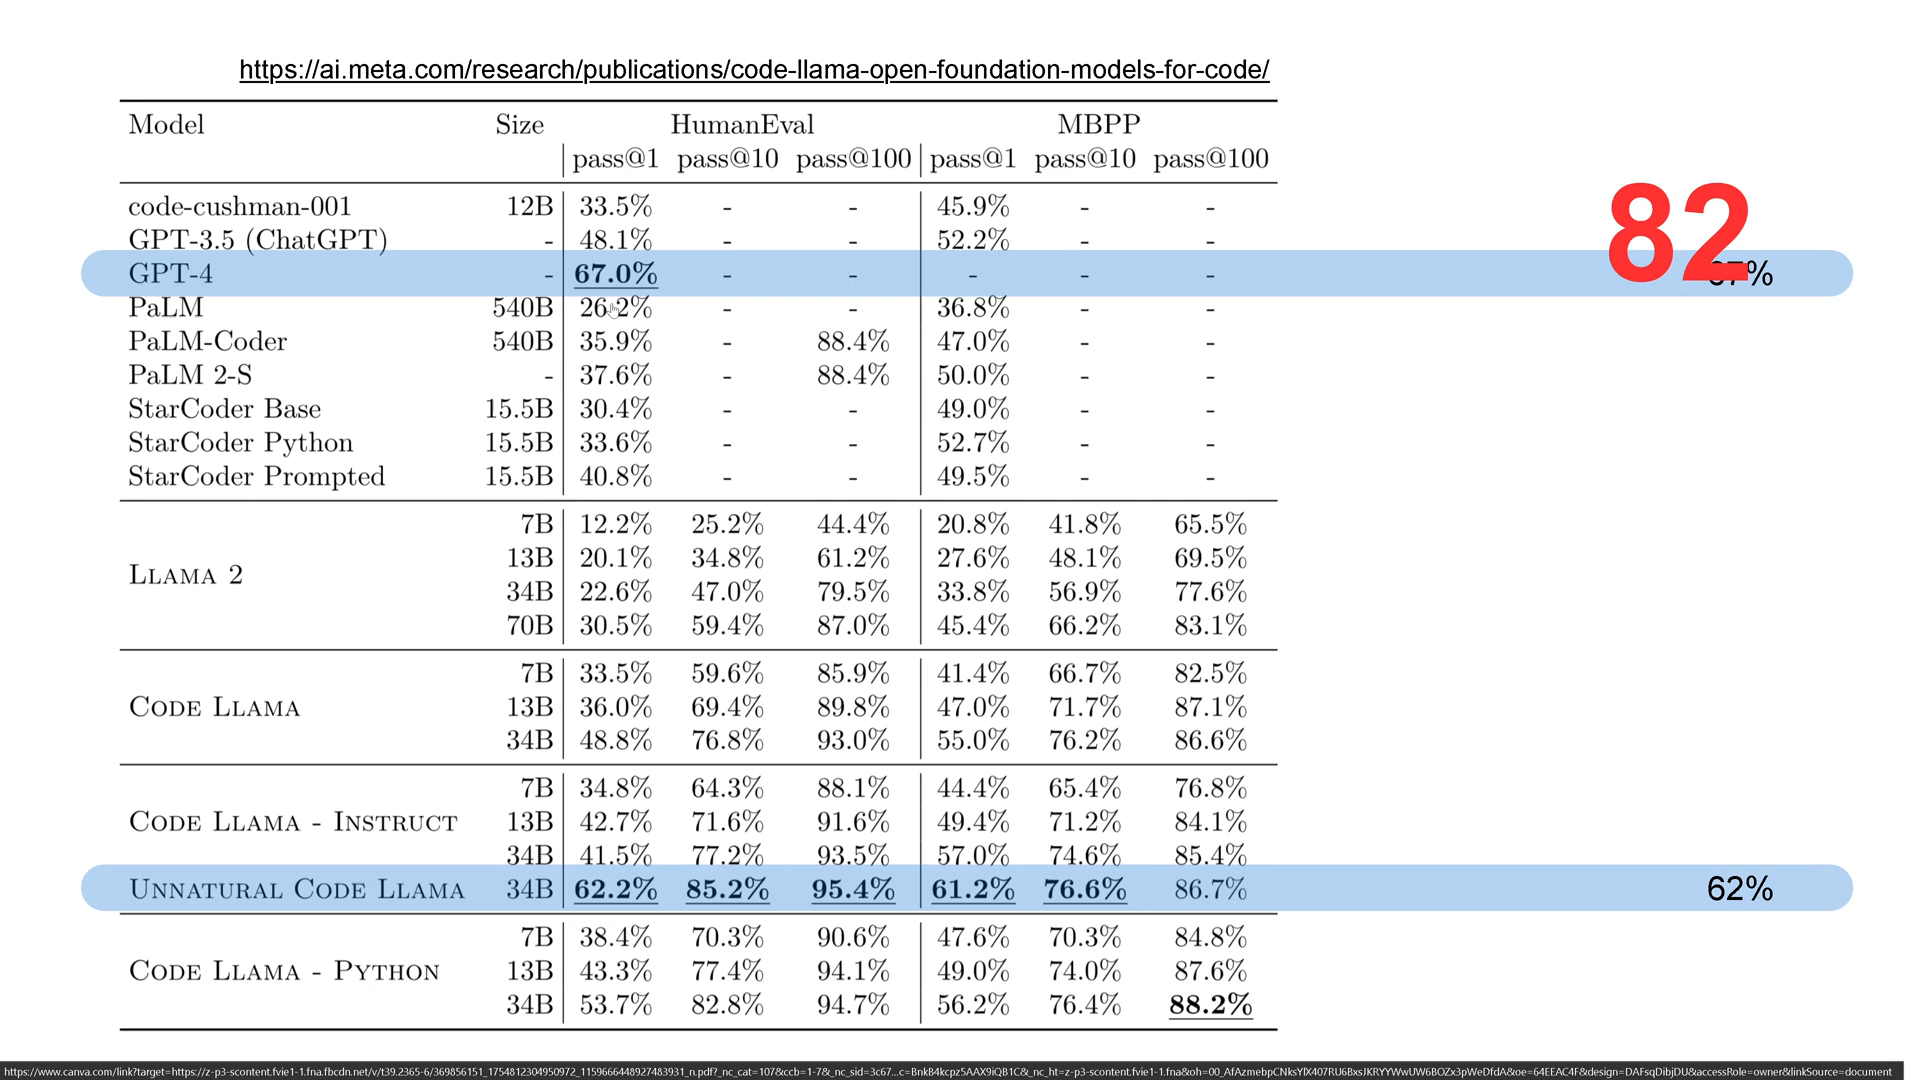 https://ai.meta.com/research/publications/code-llama-open-foundation-models-for-code/
Model Size HumanEval MBPP
pass@1 pass@10 pass@100 pass@1 pass@10 pass@100
code-cushman-001 12B 33.5% - - 45.9% - -
GPT-3.5 (ChatGPT) - 48.1% - - 52.2% - -
82
GPT-4 - 67.0% - - - - - 67%
PaLM 540B 26.2% - - 36.8% - -
PaLM-Coder 540B 35.9% - 88.4% 47.0% - -
PaLM 2-S - 37.6% - 88.4% 50.0% - -
StarCoder Base 15.5B 30.4% - - 49.0% - -
StarCoder Python 15.5B 33.6% - - 52.7% - -
StarCoder Prompted 15.5B 40.8% - - 49.5% - -
7B 12.2% 25.2% 44.4% 20.8% 41.8% 65.5%
13B 20.1% 34.8% 61.2% 27.6% 48.1% 69.5%
LLAMA 2
34B 22.6% 47.0% 79.5% 33.8% 56.9% 77.6%
70B 30.5% 59.4% 87.0% 45.4% 66.2% 83.1%
7B 33.5% 59.6% 85.9% 41.4% 66.7% 82.5%
CODE LLAMA 13B 36.0% 69.4% 89.8% 47.0% 71.7% 87.1%
34B 48.8% 76.8% 93.0% 55.0% 76.2% 86.6%
7B 34.8% 64.3% 88.1% 44.4% 65.4% 76.8%
CODE LLAMA - INSTRUCT 13B 42.7% 71.6% 91.6% 49.4% 71.2% 84.1%
34B 41.5% 77.2% 93.5% 57.0% 74.6% 85.4%
UNNATURAL CODE LLAMA 34B 62.2% 85.2% 95.4% 61.2% 76.6% 86.7% 62%
7B 38.4% 70.3% 90.6% 47.6% 70.3% 84.8%
CODE LLAMA - PYTHON 13B 43.3% 77.4% 94.1% 49.0% 74.0% 87.6%
34B 53.7% 82.8% 94.7% 56.2% 76.4% 88.2%